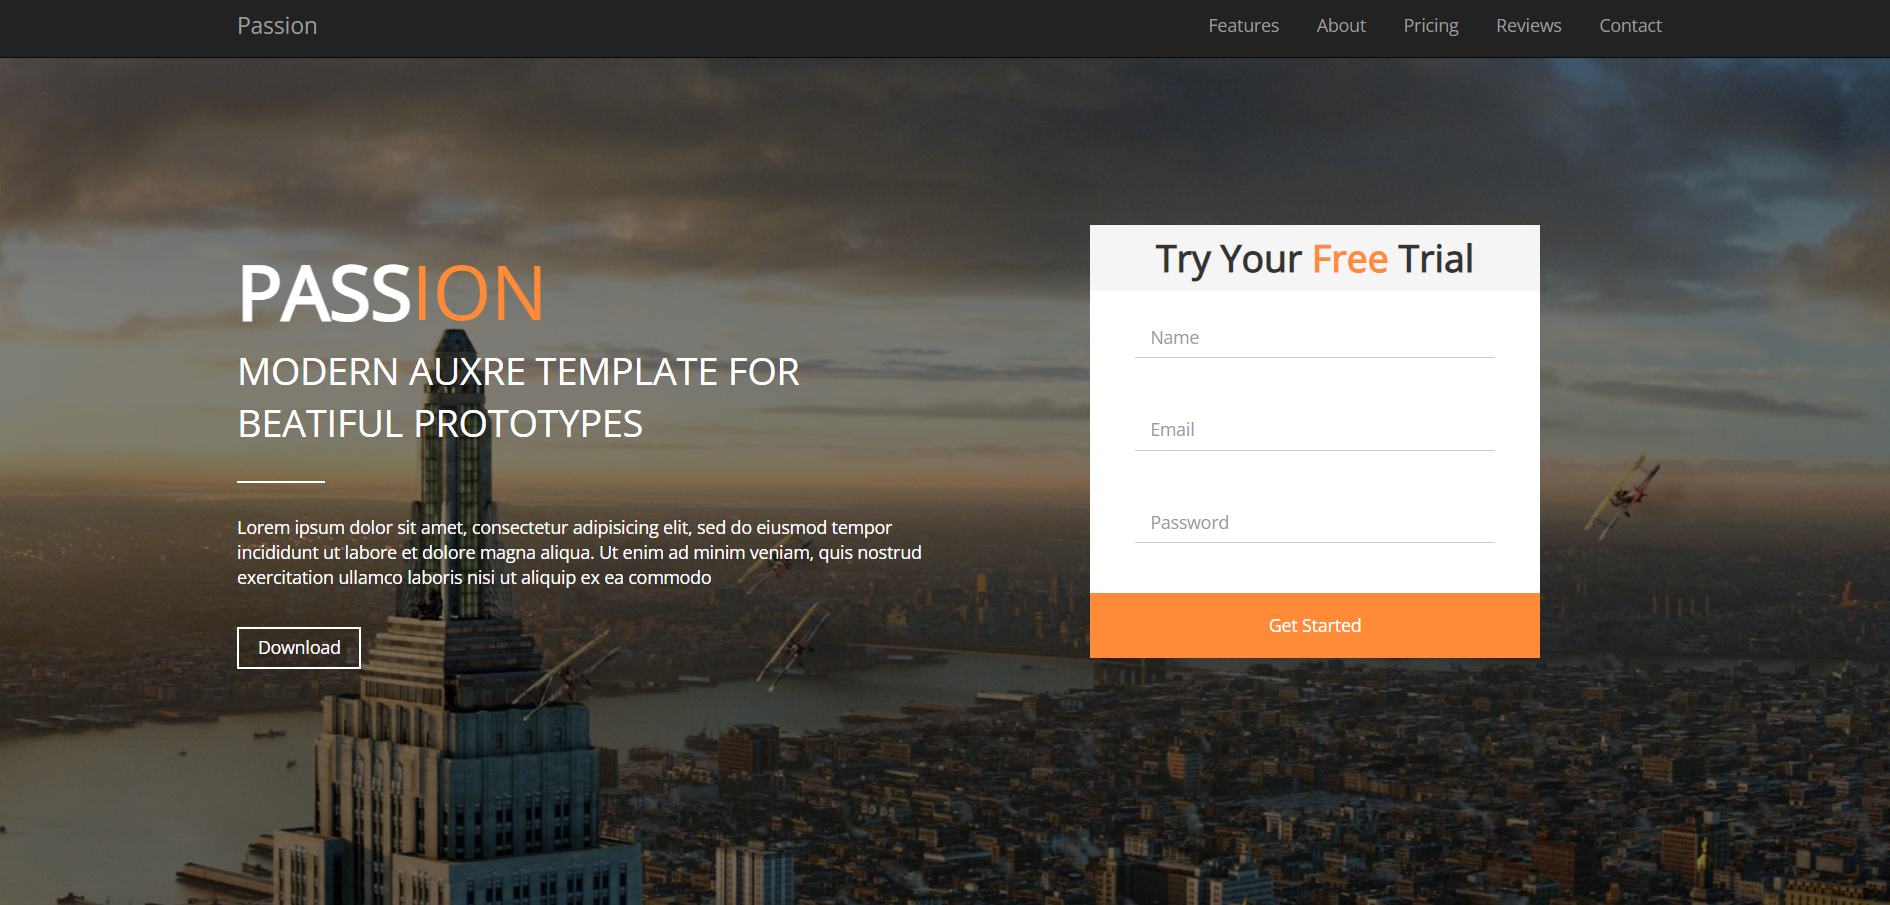 Passion
Features
About
Pricing
Reviews
Contact
PASSION
MODERN AUXRE TEMPLATE FOR
BEATIFUL PROTOTYPES
Lorem ipsum dolor sit amet, consectetur adipisicing elit, sed do eiusmod tempor
incididunt ut labore et dolore magna aliqua. Ut enim ad minim veniam, quis nostrud
exercitation ullamco laboris nisi ut aliquip ex ea commodo
Download
Try Your Free Trial
Name
Email
Password
Get Started